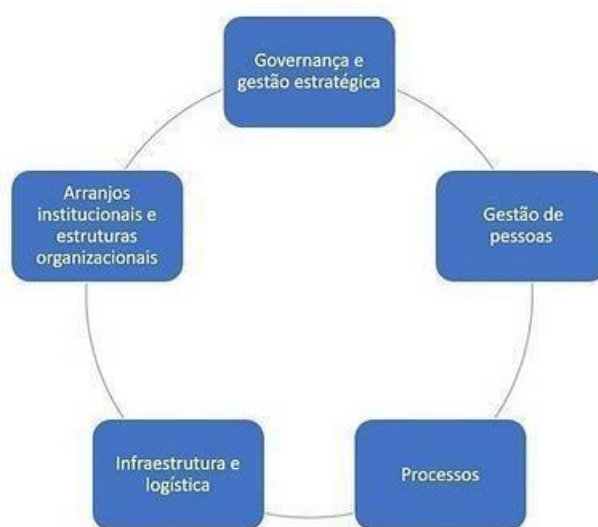 Governança e
gestão estratégica
Arranjos
institucionais e
estruturas
organizacionais
Gestão de
pessoas
Infraestrutura e
logística
Processos